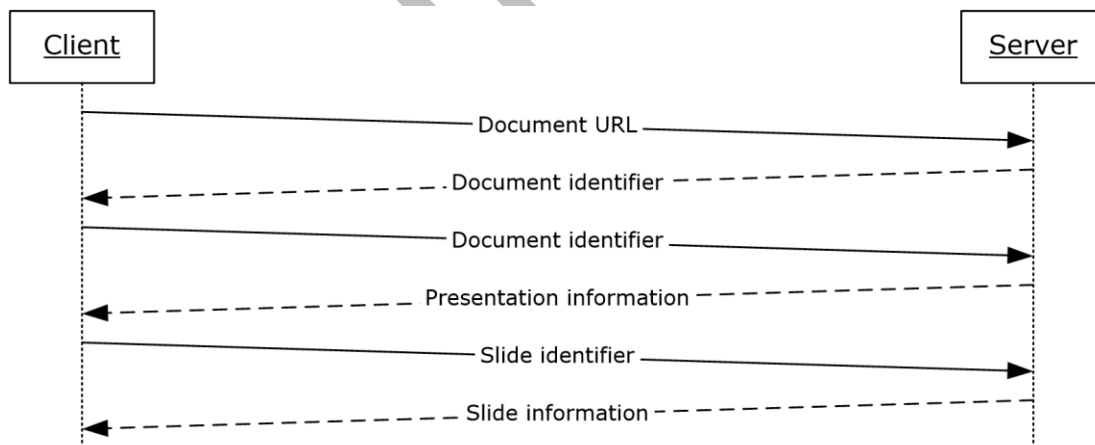 Client
Server
Document URL
Document identifier
Document identifier
Presentation information
Slide identifier
Slide information